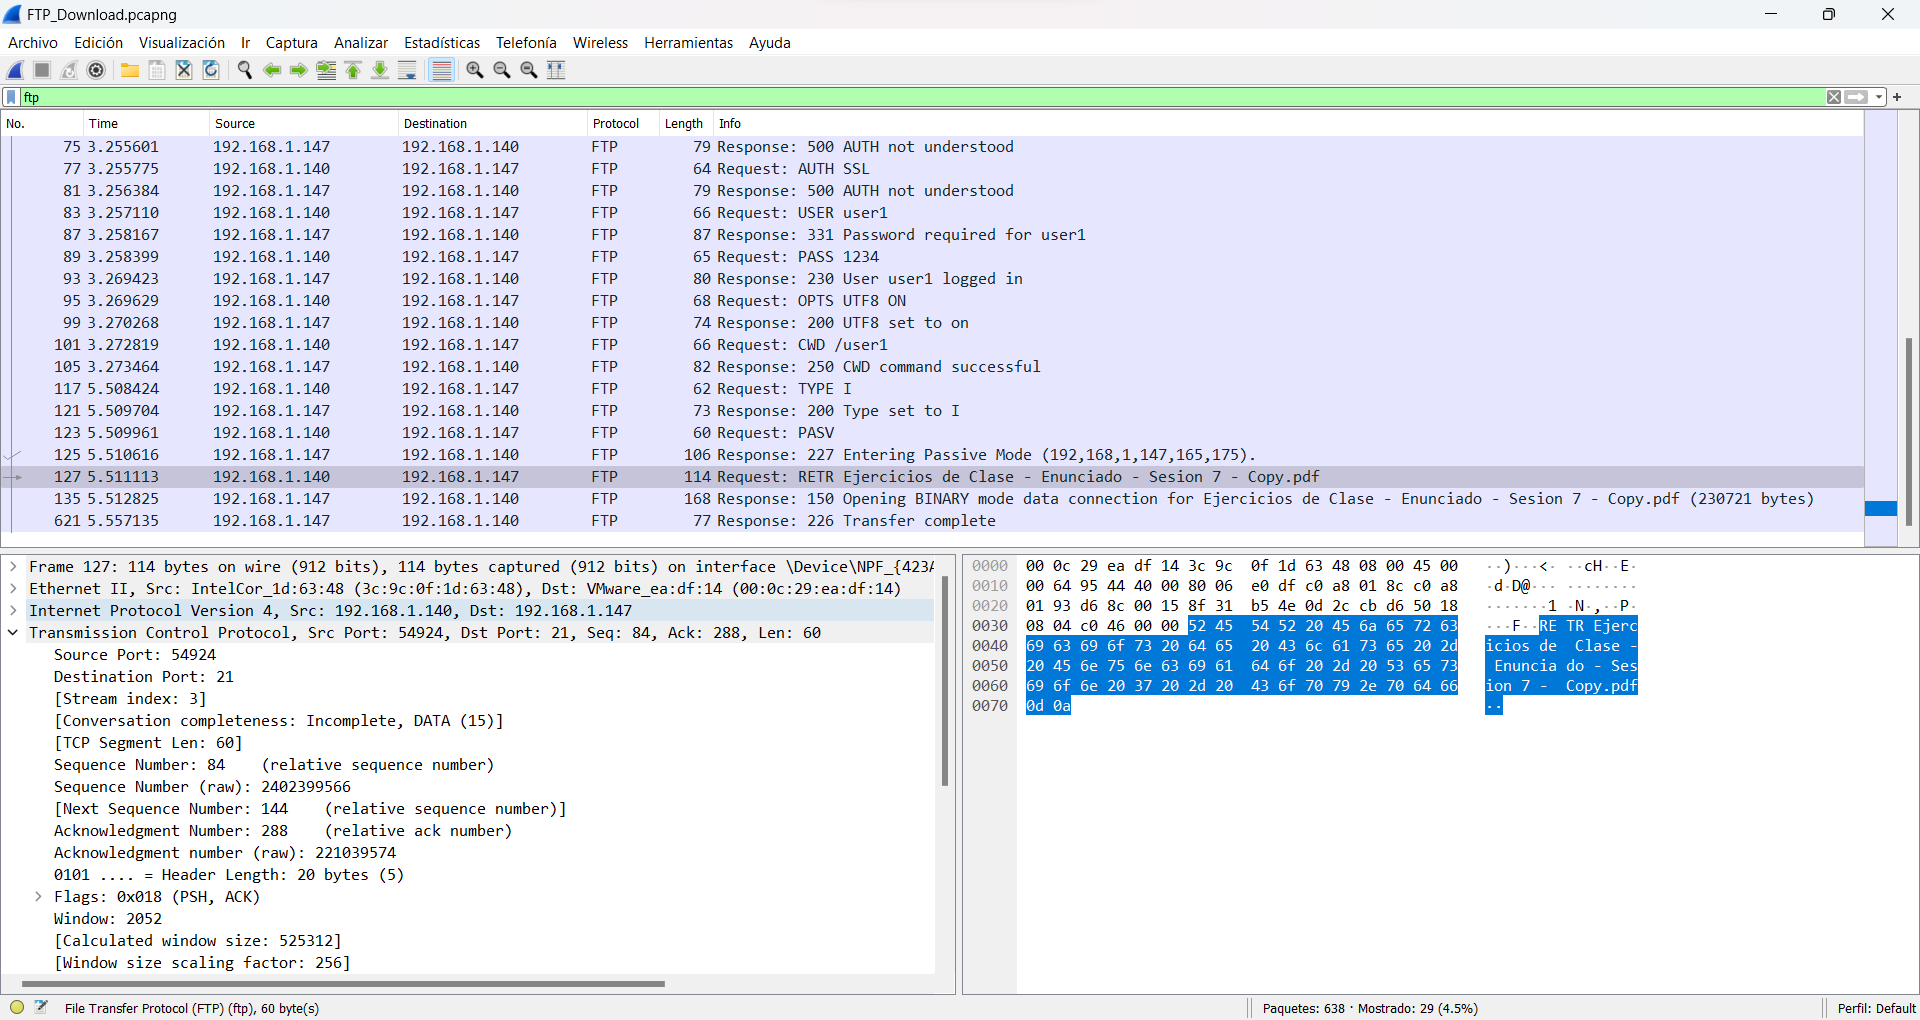 FTP_Download.pcapng
Archivo Edición Visualización Ir Captura Analizar Estadísticas Telefonía Wireless Herramientas Ayuda
ftp
No. Time Source Destination Protocol Length Info
75 3.255601 192.168.1.147 192.168.1.140 FTP 79 Response: 500 AUTH not understood
77 3.255775 192.168.1.140 192.168.1.147 FTP 64 Request: AUTH SSL
81 3.256384 192.168.1.147 192.168.1.140 FTP 79 Response: 500 AUTH not understood
83 3.257110 192.168.1.140 192.168.1.147 FTP 66 Request: USER user1
87 3.258167 192.168.1.147 192.168.1.140 FTP 87 Response: 331 Password required for user1
89 3.258399 192.168.1.140 192.168.1.147 FTP 65 Request: PASS 1234
93 3.269423 192.168.1.147 192.168.1.140 FTP 80 Response: 230 User user1 logged in
95 3.269629 192.168.1.140 192.168.1.147 FTP 68 Request: OPTS UTF8 ON
99 3.270268 192.168.1.147 192.168.1.140 FTP 74 Response: 200 UTF8 set to on
101 3.272819 192.168.1.140 192.168.1.147 FTP 66 Request: CWD /user1
105 3.273464 192.168.1.147 192.168.1.140 FTP 82 Response: 250 CWD command successful
117 5.508424 192.168.1.140 192.168.1.147 FTP 62 Request: TYPE I
121 5.509704 192.168.1.147 192.168.1.140 FTP 73 Response: 200 Type set to I
123 5.509961 192.168.1.140 192.168.1.147 FTP 60 Request: PASV
125 5.510616 192.168.1.147 192.168.1.140 FTP 106 Response: 227 Entering Passive Mode (192,168,1,147,165,175).
127 5.511113 192.168.1.140 192.168.1.147 FTP 114 Request: RETR Ejercicios de Clase - Enunciado - Sesion 7 - Copy.pdf
135 5.512825 192.168.1.147 192.168.1.140 FTP 168 Response: 150 Opening BINARY mode data connection for Ejercicios de Clase - Enunciado - Sesion 7 - Copy.pdf (230721 bytes)
621 5.557135 192.168.1.147 192.168.1.140 FTP 77 Response: 226 Transfer complete
Frame 127: 114 bytes on wire (912 bits), 114 bytes captured (912 bits) on interface \Device\NPF_{423
Ethernet II, Src: IntelCor_1d:63:48 (3c:9c:0f:1d:63:48), Dst: VMware_ea:df:14 (00:0c:29:ea:df:14)
Internet Protocol Version 4, Src: 192.168.1.140, Dst: 192.168.1.147
Transmission Control Protocol, Src Port: 54924, Dst Port: 21, Seq: 84, Ack: 288, Len: 60
Source Port: 54924
Destination Port: 21
[Stream index: 3]
[Conversation completeness: Incomplete, DATA (15)]
[TCP Segment Len: 60]
Sequence Number: 84 (relative sequence number)
Sequence Number (raw): 2402399566
[Next Sequence Number: 144 (relative sequence number)]
Acknowledgment Number: 288 (relative ack number)
Acknowledgment number (raw): 221039574
0101 .... = Header Length: 20 bytes (5)
Flags: 0x018 (PSH, ACK)
Window: 2052
[Calculated window size: 525312]
[Window size scaling factor: 256]
0000 00 0c 29 ea df 14 3c 9c 0f 1d 63 48 08 00 45 00 ··)···<· ··cH··E·
0010 00 64 95 44 40 00 80 06 e0 df c0 a8 01 8c c0 a8 ·d·D@··· ········
0020 01 93 d6 8c 00 15 8f 31 b5 4e 0d 2c cb d6 50 18 ·······1 ·N·,··P·
0030 08 04 c0 46 00 00 52 45 54 52 20 45 6a 65 72 63 ···F··RE TR Ejerc
0040 69 63 69 6f 73 20 64 65 20 43 6c 61 73 65 20 2d icios de Clase -
0050 20 45 6e 75 6e 63 69 61 64 6f 20 2d 20 53 65 73 Enuncia do - Ses
0060 69 6f 6e 20 37 20 2d 20 43 6f 70 79 2e 70 64 66 ion 7 - Copy.pdf
0070 0d 0a ··
File Transfer Protocol (FTP) (ftp), 60 byte(s)
Paquetes: 638 · Mostrado: 29 (4.5%)
Perfil: Default